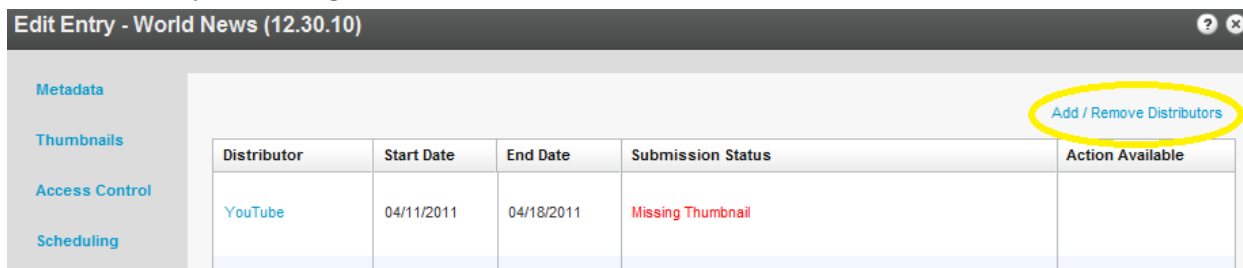 Edit Entry - World News (12.30.10)
Metadata
Thumbnails
Access Control
Scheduling
Add / Remove Distributors
Distributor Start Date End Date Submission Status Action Available
YouTube 04/11/2011 04/18/2011 Missing Thumbnail